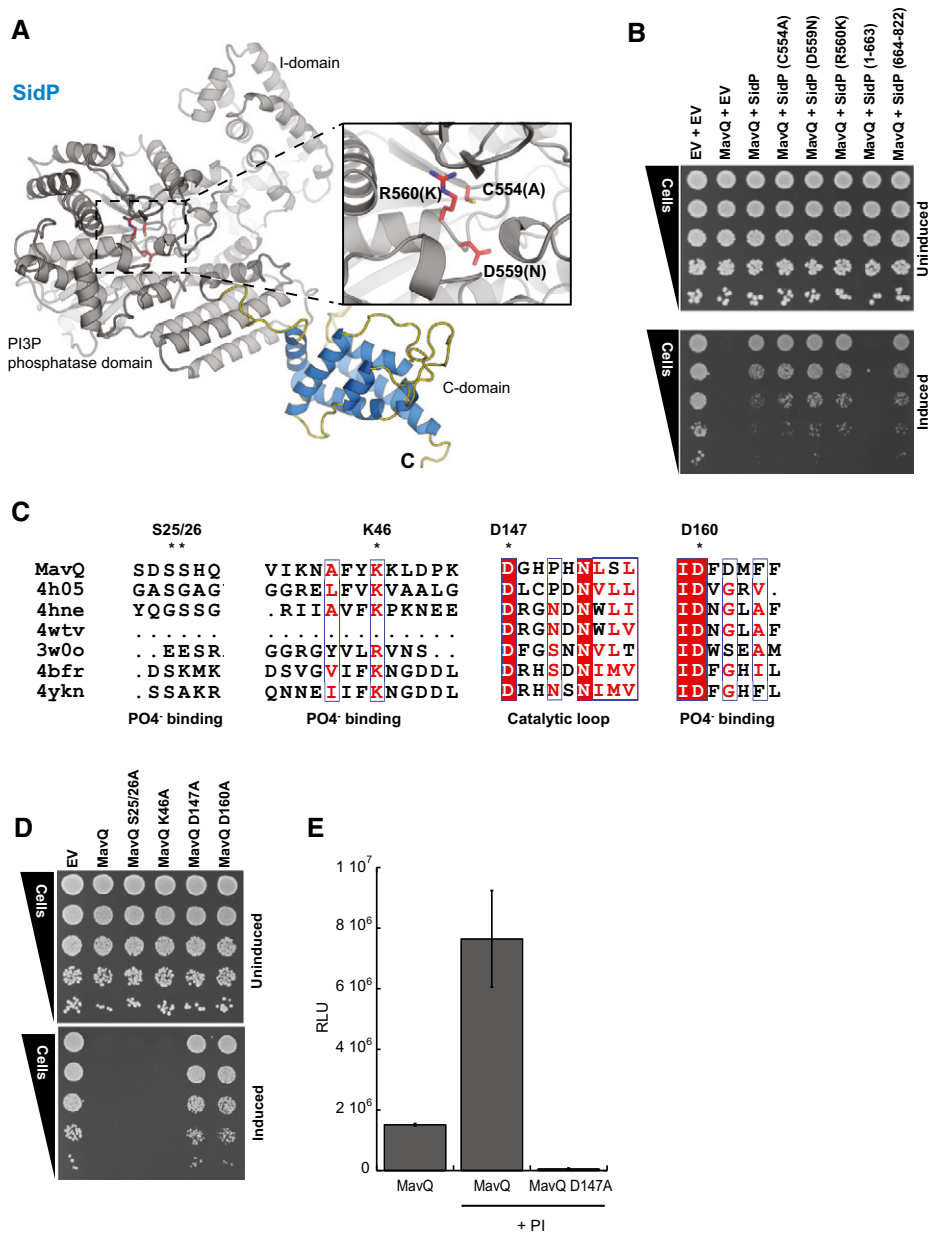 A
SidP
I-domain
R560(K)
C554(A)
D559(N)
PI3P
phosphatase domain
C-domain
C
B
EV + EV
MavQ + EV
MavQ + SidP
MavQ + SidP (C554A)
MavQ + SidP (D559N)
MavQ + SidP (R560K)
MavQ + SidP (1-663)
MavQ + SidP (664-822)
Cells
Uninduced
Cells
Induced
C
S25/26 K46 D147 D160
** * * *
MavQ SDSSHQ VIKNAFYKKLDPK DGHPHNLSL IDFDMFF
4h05 GASGAG GGRELFVKVAALG DLCPDNVLL IDVGRV.
4hne YQGSSG .RIIAVFKPKNEE DRGNDNWLI IDNGLAF
4wtv ...... ............. DRGNDNWLV IDNGLAF
3w0o .EESR GGRGYVLRVNS.. DFGSNNVLT IDWSEAM
4bfr .DSKMK DSVGVIFKNGDDL DRHSDNIMV IDFGHIL
4ykn .SSAKR QNNEIIFKNGDDL DRHNSNIMV IDFGHFL
PO4- binding PO4- binding Catalytic loop PO4- binding
D
EV
MavQ
MavQ S25/26A
MavQ K46A
MavQ D147A
MavQ D160A
Cells
Uninduced
Cells
Induced
E
1 10⁷
8 10⁶
6 10⁶
4 10⁶
2 10⁶
0
RLU
MavQ MavQ MavQ D147A
+ PI